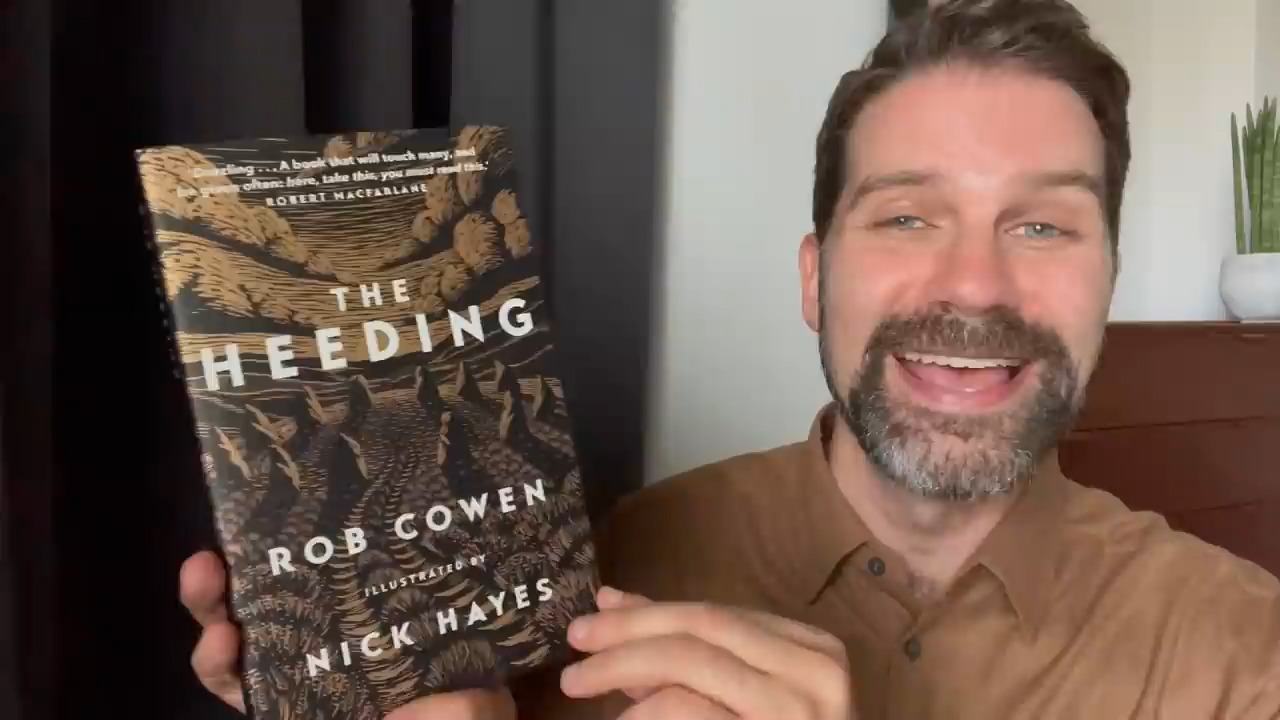 'Dazzling ... A book that will touch many, and
be given often: here, take this, you must read this.'
ROBERT MACFARLANE
THE
HEEDING
ROB COWEN
ILLUSTRATED BY
NICK HAYES